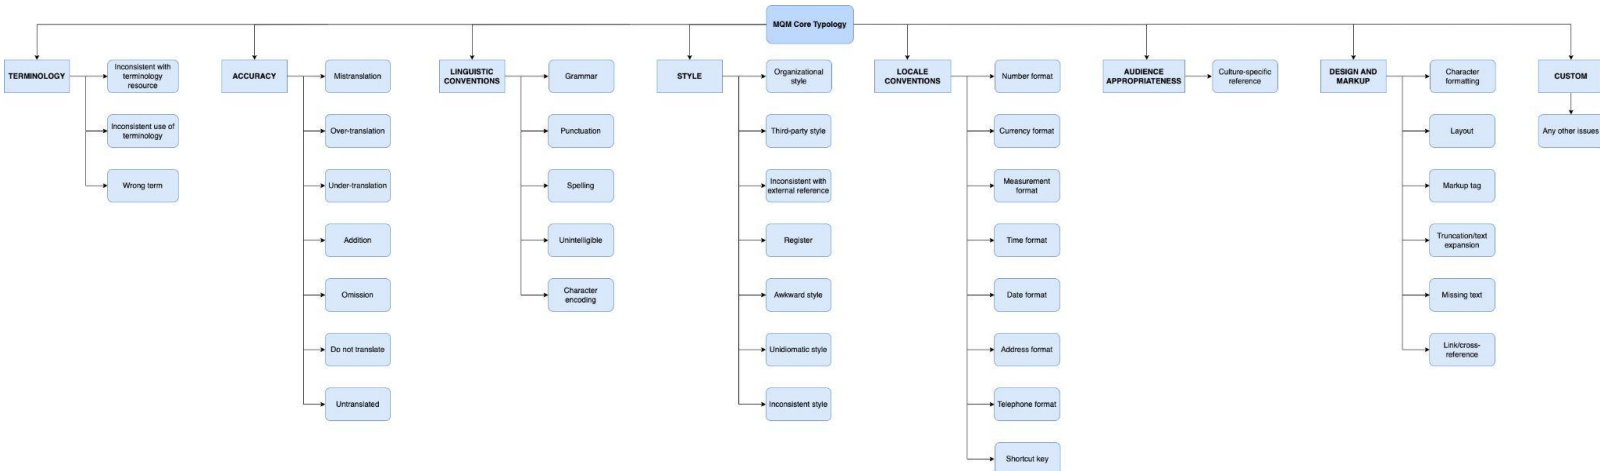 MQM Core Typology
TERMINOLOGY
Inconsistent with
terminology
resource
Inconsistent use of
terminology
Wrong term
ACCURACY
Mistranslation
Over-translation
Under-translation
Addition
Omission
Do not translate
Untranslated
LINGUISTIC
CONVENTIONS
Grammar
Punctuation
Spelling
Unintelligible
Character
encoding
STYLE
Organizational
style
Third-party style
Inconsistent with
external reference
Register
Awkward style
Unidiomatic style
Inconsistent style
LOCALE
CONVENTIONS
Number format
Currency format
Measurement
format
Time format
Date format
Address format
Telephone format
Shortcut key
AUDIENCE
APPROPRIATENESS
Culture-specific
reference
DESIGN AND
MARKUP
Character
formatting
Layout
Markup tag
Truncation/text
expansion
Missing text
Link/cross-
reference
CUSTOM
Any other issues